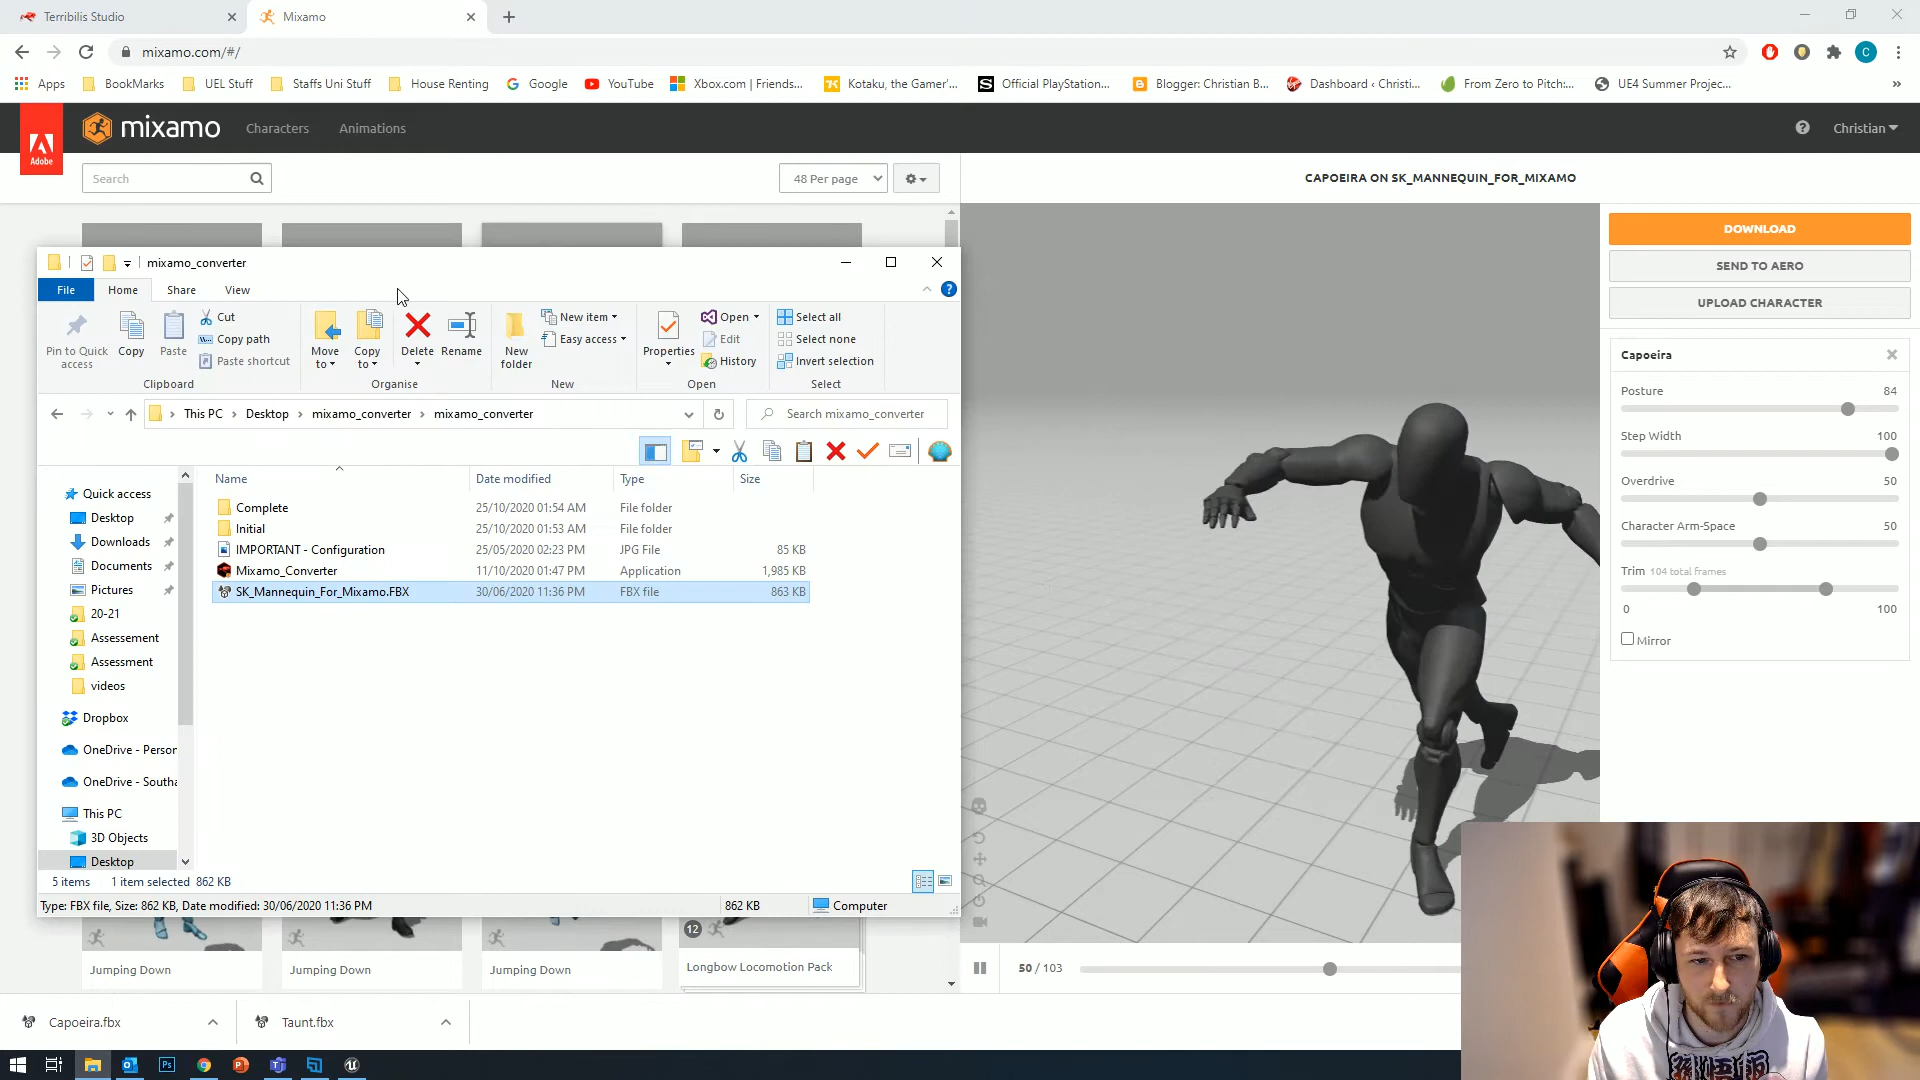 Terribilis Studio
Mixamo
mixamo.com/#/
Apps
BookMarks
UEL Stuff
Staffs Uni Stuff
House Renting
Google
YouTube
Xbox.com | Friends...
Kotaku, the Gamer'...
Official PlayStation...
Blogger: Christian B...
Dashboard ‹ Christi...
From Zero to Pitch:...
UE4 Summer Projec...
»
Adobe
mixamo
Characters
Animations
Christian
Search
48 Per page
CAPOEIRA ON SK_MANNEQUIN_FOR_MIXAMO
DOWNLOAD
SEND TO AERO
UPLOAD CHARACTER
Capoeira
Posture 84
Step Width 100
Overdrive 50
Character Arm-Space 50
Trim 104 total frames
0 100
Mirror
mixamo_converter
File
Home
Share
View
Pin to Quick access
Copy
Paste
Cut
Copy path
Paste shortcut
Clipboard
Move to
Copy to
Delete
Rename
Organise
New folder
New item
Easy access
New
Properties
Open
Edit
History
Open
Select all
Select none
Invert selection
Select
This PC > Desktop > mixamo_converter > mixamo_converter
Search mixamo_converter
Name Date modified Type Size
Complete 25/10/2020 01:54 AM File folder
Initial 25/10/2020 01:53 AM File folder
IMPORTANT - Configuration 25/05/2020 02:23 PM JPG File 85 KB
Mixamo_Converter 11/10/2020 01:47 PM Application 1,985 KB
SK_Mannequin_For_Mixamo.FBX 30/06/2020 11:36 PM FBX file 863 KB
Quick access
Desktop
Downloads
Documents
Pictures
20-21
Assessement
Assessment
videos
Dropbox
OneDrive - Person
OneDrive - Southa
This PC
3D Objects
Desktop
5 items 1 item selected 862 KB
Type: FBX file, Size: 862 KB, Date modified: 30/06/2020 11:36 PM 862 KB Computer
12
Jumping Down
Jumping Down
Jumping Down
Longbow Locomotion Pack
50 / 103
Capoeira.fbx
Taunt.fbx